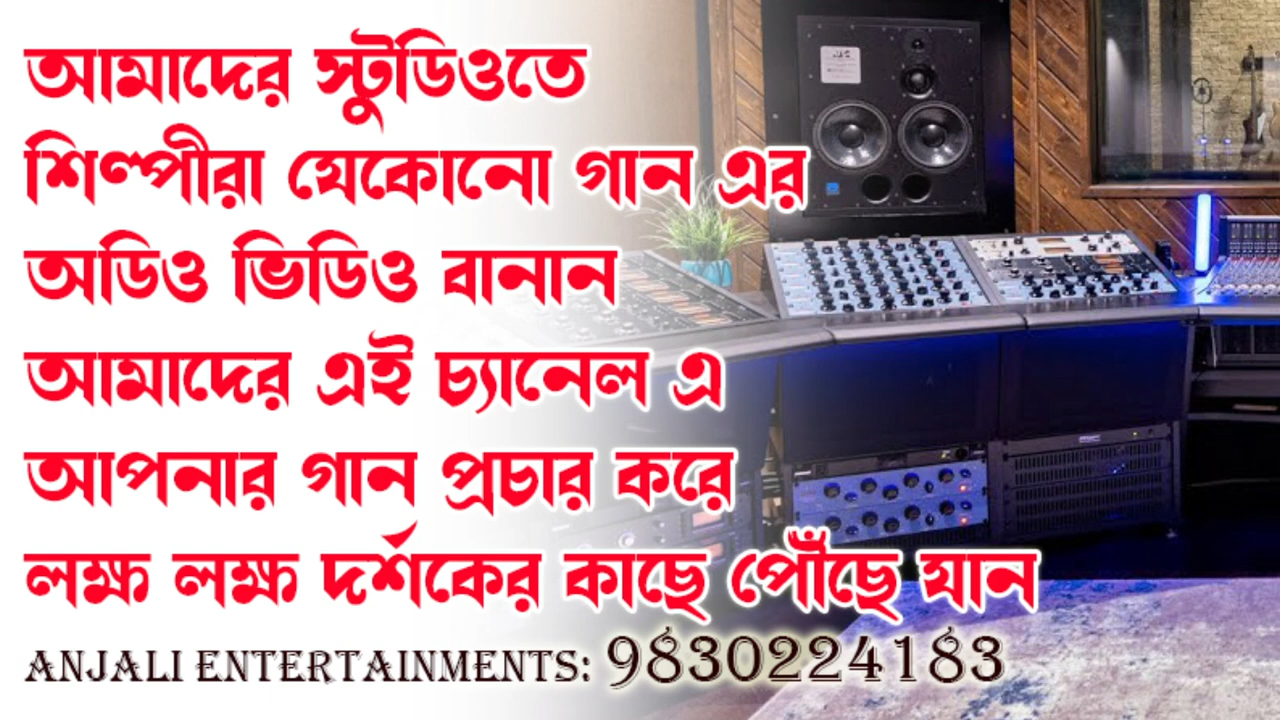 আমাদের স্টুডিওতে
শিল্পীরা যেকোনো গান এর
অডিও ভিডিও বানান
আমাদের এই চ্যানেল এ
আপনার গান প্রচার করে
লক্ষ লক্ষ দর্শকের কাছে পৌঁছে যান
ANJALI ENTERTAINMENTS: 9830224183